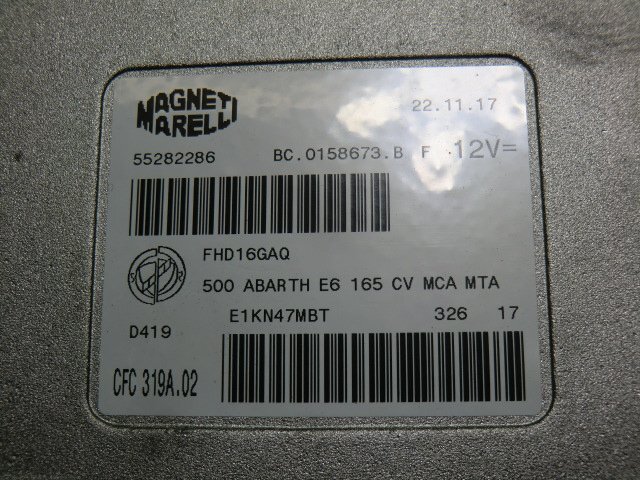 MAGNETI MARELLI
22.11.17
55282286 BC.0158673.B F 12V=
FHD16GAQ
500 ABARTH E6 165 CV MCA MTA
E1KN47MBT 326 17
D419
CFC 319A.02